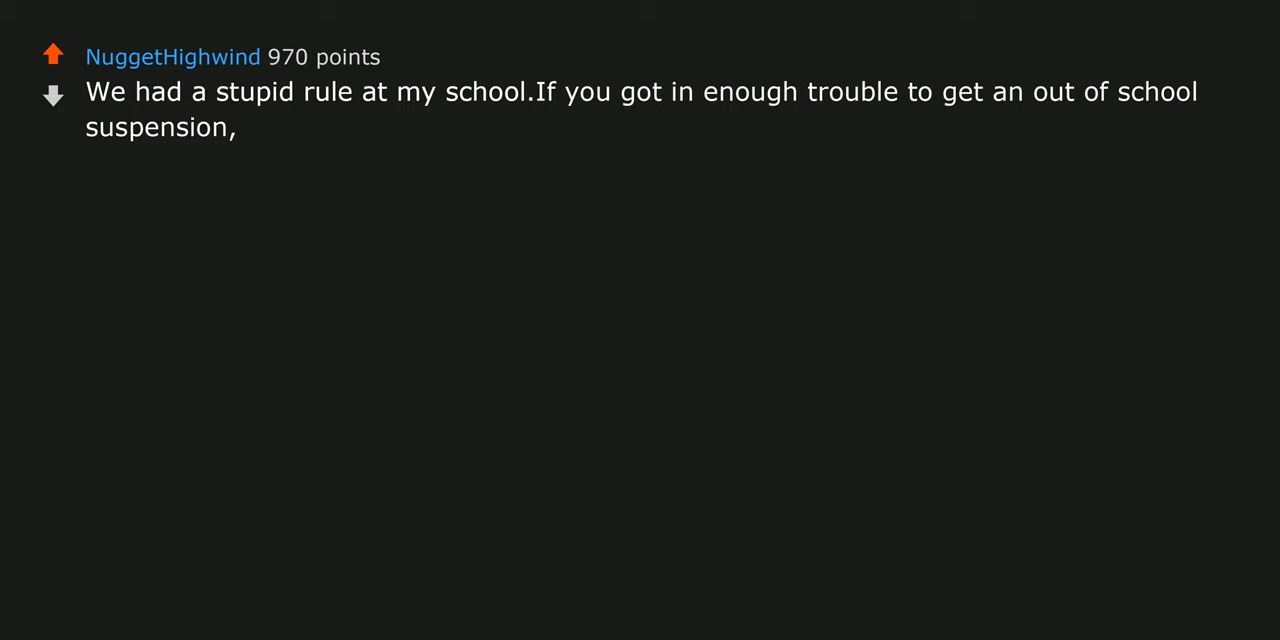 NuggetHighwind 970 points
We had a stupid rule at my school.If you got in enough trouble to get an out of school
suspension,